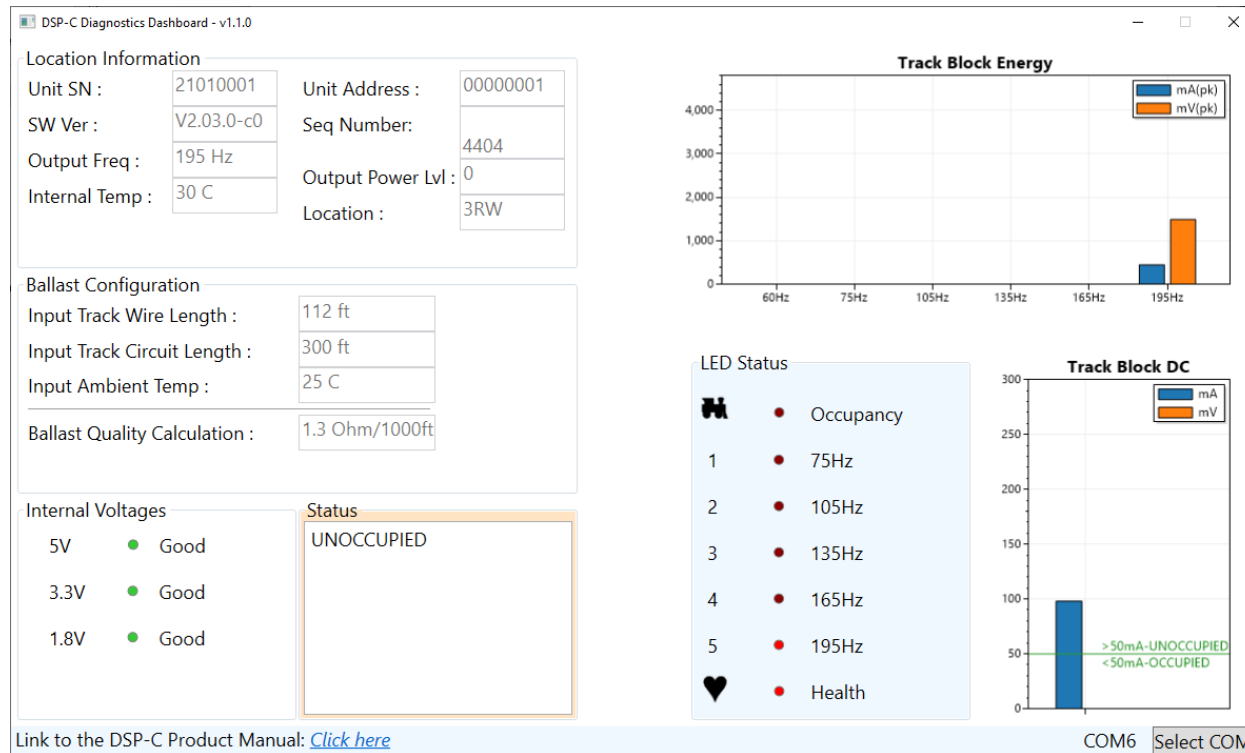 DSP-C Diagnostics Dashboard - v1.1.0
Location Information
Unit SN : 21010001 Unit Address : 00000001
SW Ver : V2.03.0-c0 Seq Number: 4404
Output Freq : 195 Hz Output Power Lvl : 0
Internal Temp : 30 C Location : 3RW
Ballast Configuration
Input Track Wire Length : 112 ft
Input Track Circuit Length : 300 ft
Input Ambient Temp : 25 C
Ballast Quality Calculation : 1.3 Ohm/1000ft
Internal Voltages
5V Good
3.3V Good
1.8V Good
Status
UNOCCUPIED
Track Block Energy
mA(pk)
mV(pk)
4,000
3,000
2,000
1,000
0
60Hz 75Hz 105Hz 135Hz 165Hz 195Hz
LED Status
Occupancy
1 75Hz
2 105Hz
3 135Hz
4 165Hz
5 195Hz
Health
Track Block DC
mA
mV
300
250
200
150
100
50
0
>50mA-UNOCCUPIED
<50mA-OCCUPIED
Link to the DSP-C Product Manual: Click here
COM6 Select COM